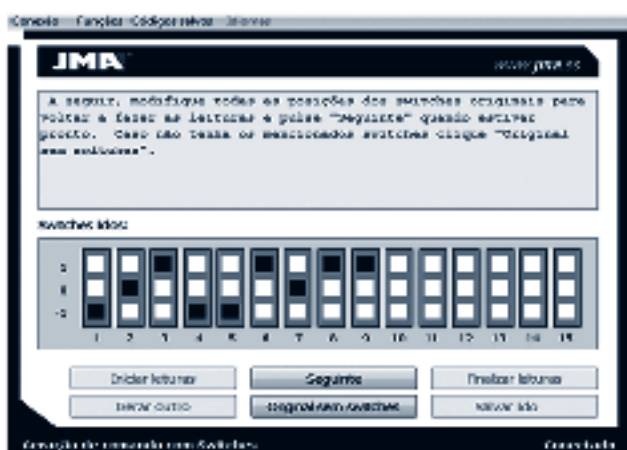 Conexão Funções Códigos salvos Idiomas
JMA
www.jma.es
A seguir, modifique todas as posições dos switches originais para
voltar a fazer as leituras e pulse "Seguinte" quando estiver
pronto. Caso não tenha os mencionados switches clique "Original
sem switches".
Switches lidos:
1
0
-1
1 2 3 4 5 6 7 8 9 10 11 12 13 14 15
Iniciar leituras Seguinte Finalizar leituras
Gerar outro Original sem switches Salvar lido
Geração de comando com Switches Conectado